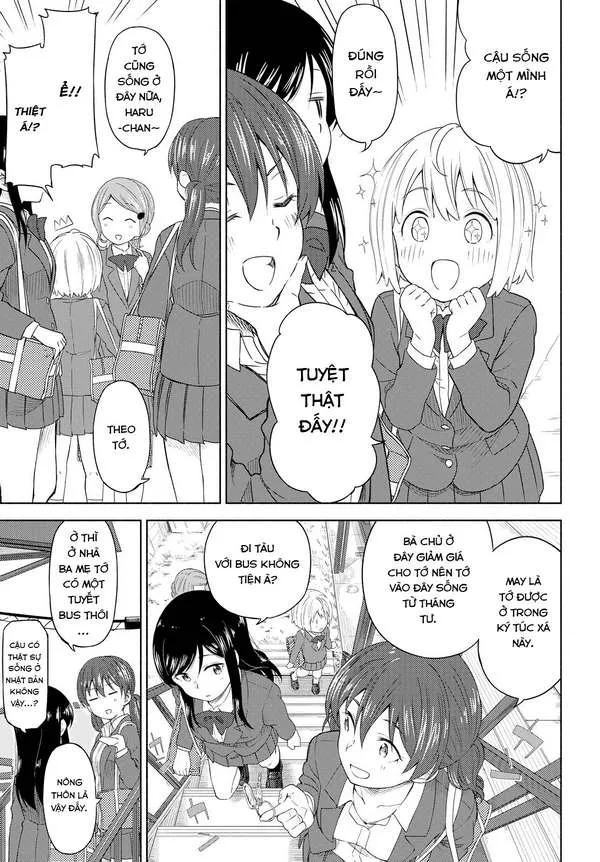 CẬU SỐNG
MỘT MÌNH
Á!?
ĐÚNG
RỒI
ĐẤY~
TUYỆT
THẬT
ĐẤY!!
TỚ
CŨNG
SỐNG Ở
ĐÂY NỮA,
HARU
-CHAN~
Ể!!
THIỆT
Á!?
THEO
TỚ.
MAY LÀ
TỚ ĐƯỢC
Ở TRONG
KÝ TÚC XÁ
NÀY.
BÀ CHỦ Ở
ĐÂY GIẢM GIÁ
CHO TỚ NÊN TỚ
VÀO ĐÂY SỐNG
TỪ THÁNG
TƯ.
ĐI TÀU
VỚI BUS KHÔNG
TIỆN À?
Ở THÌ
Ở NHÀ
BA MẸ TỚ
CÓ MỘT
TUYẾT
BUS THÔI
...
CẬU CÓ
THẬT SỰ
SỐNG Ở
NHẬT BẢN
KHÔNG
VẬY...?
NÔNG
THÔN LÀ
VẬY ĐẤY.